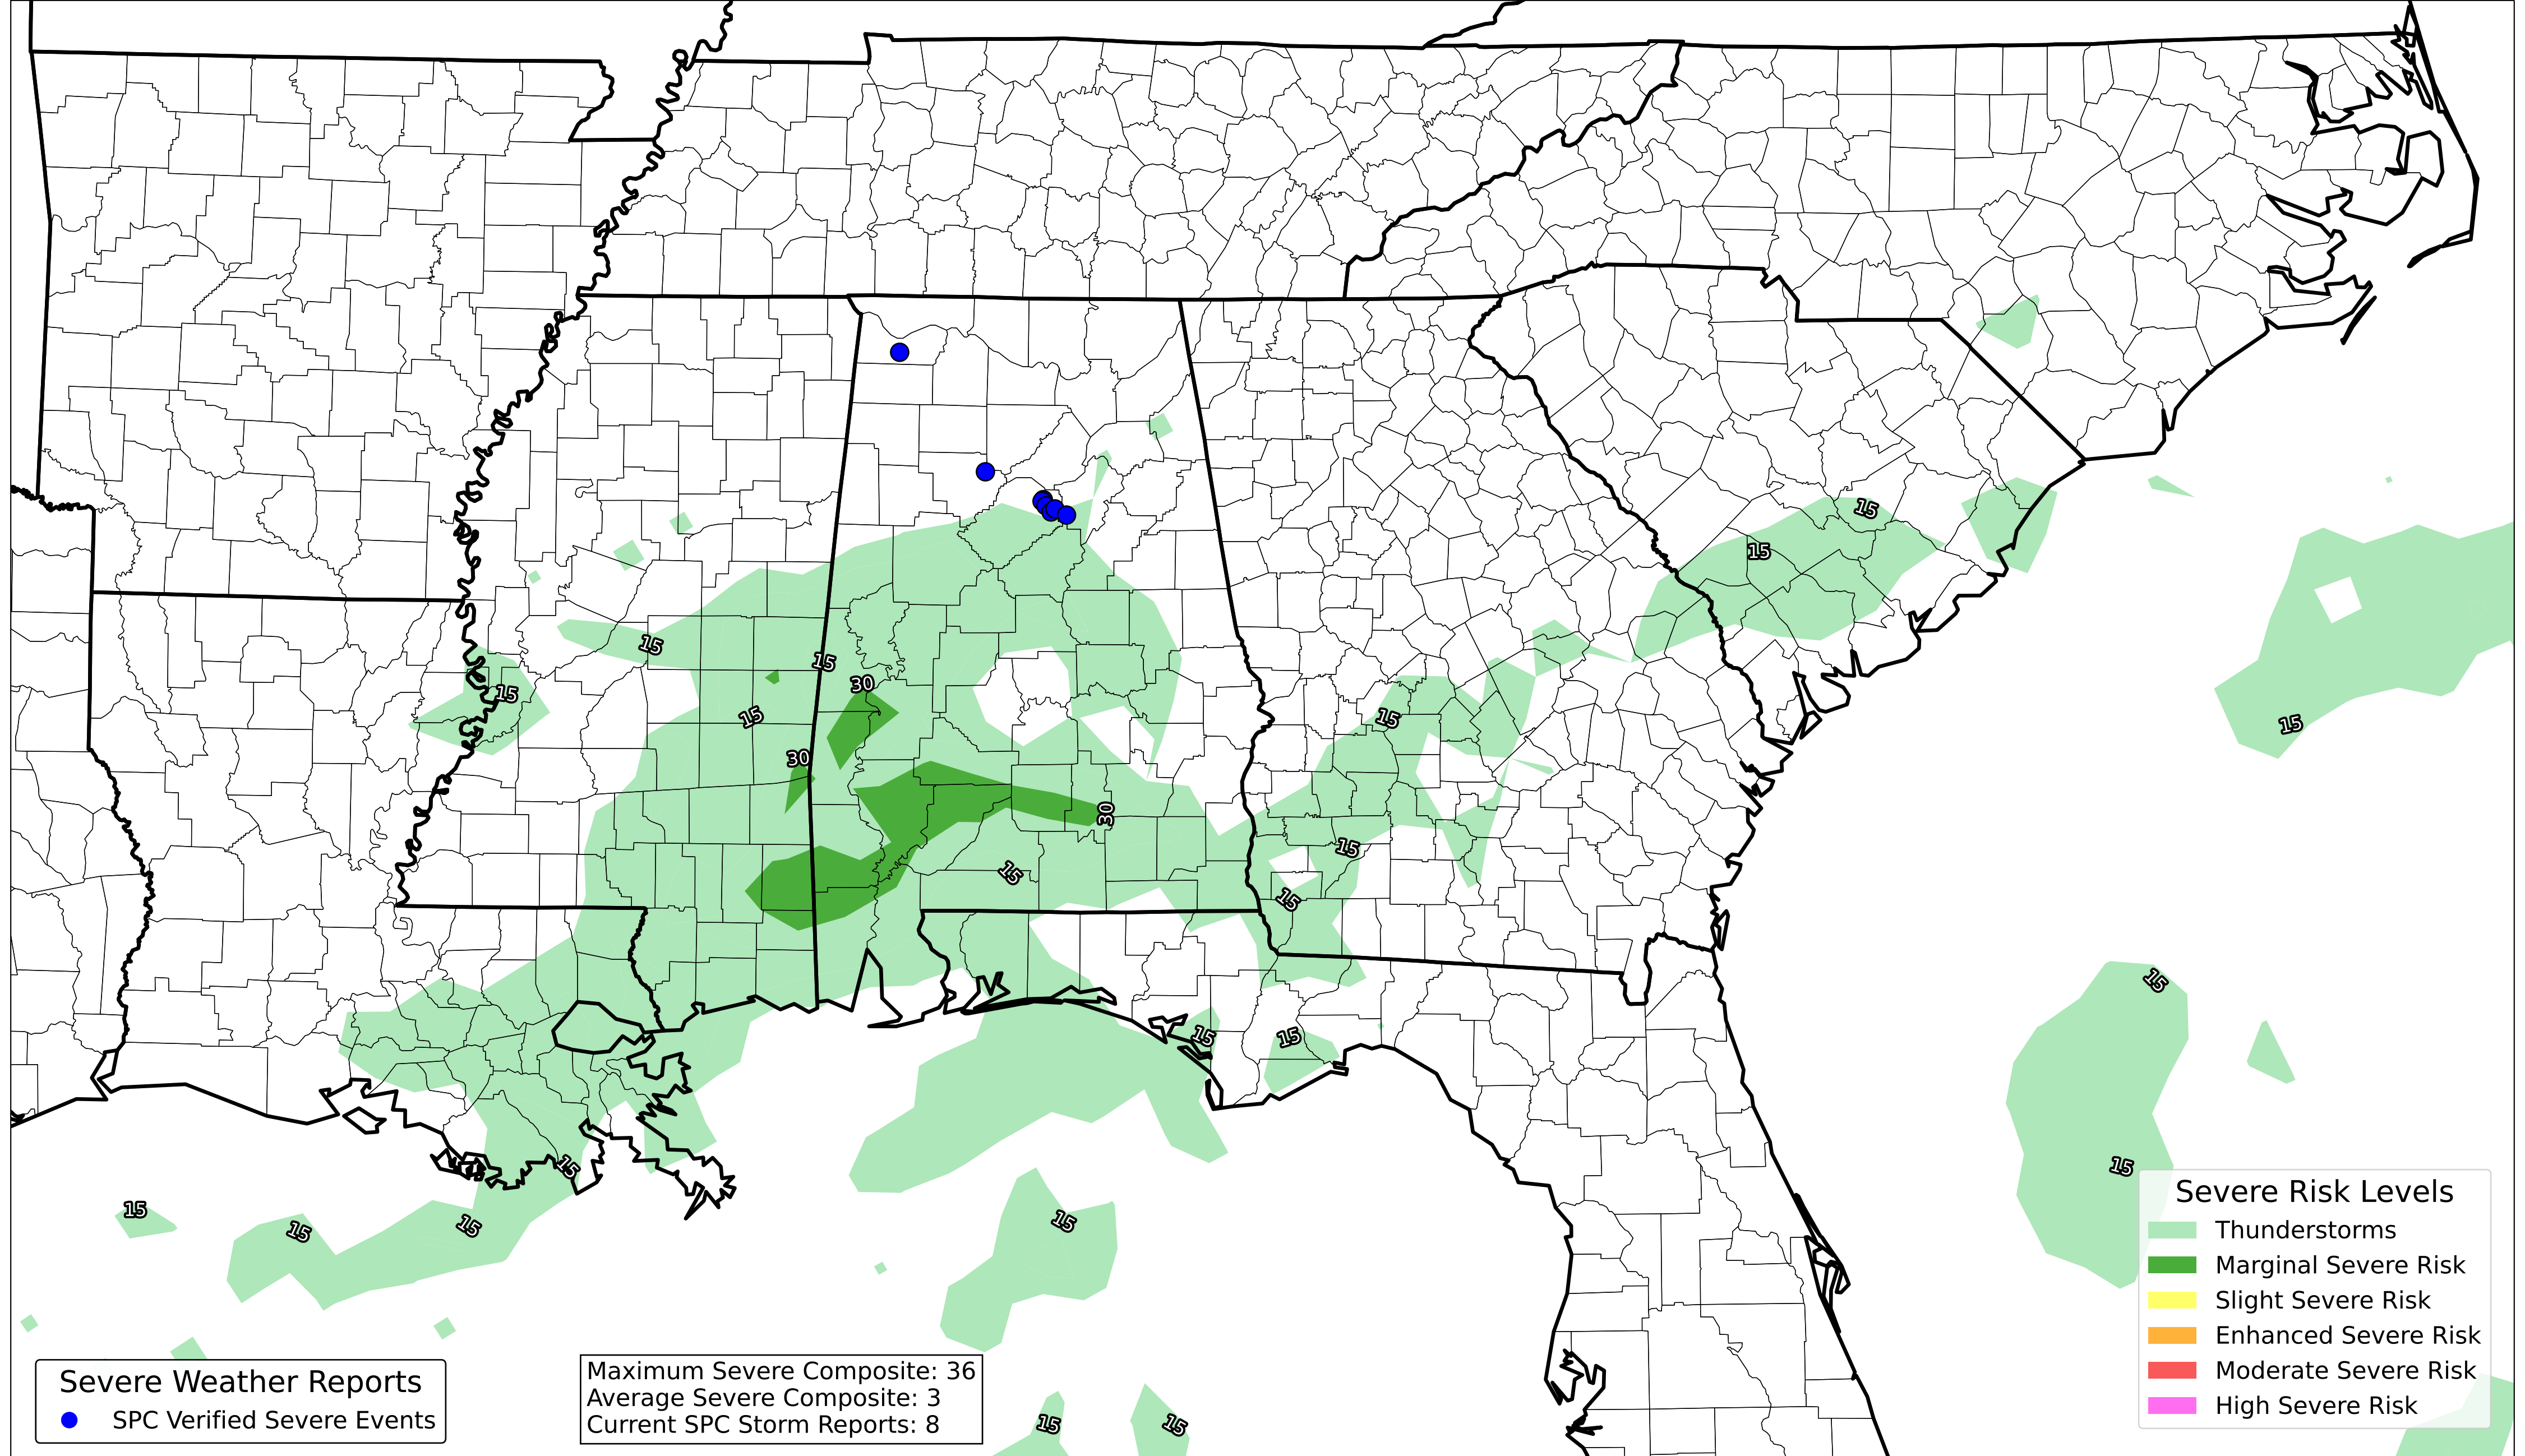 15
15
15
15
30
15
15
15
15
30
15
30
15
15
15
15
15
15
15
15
15
15
15
15
15
15
Severe Risk Levels
Thunderstorms
Marginal Severe Risk
Slight Severe Risk
Enhanced Severe Risk
Moderate Severe Risk
High Severe Risk
Severe Weather Reports
SPC Verified Severe Events
Maximum Severe Composite: 36
Average Severe Composite: 3
Current SPC Storm Reports: 8